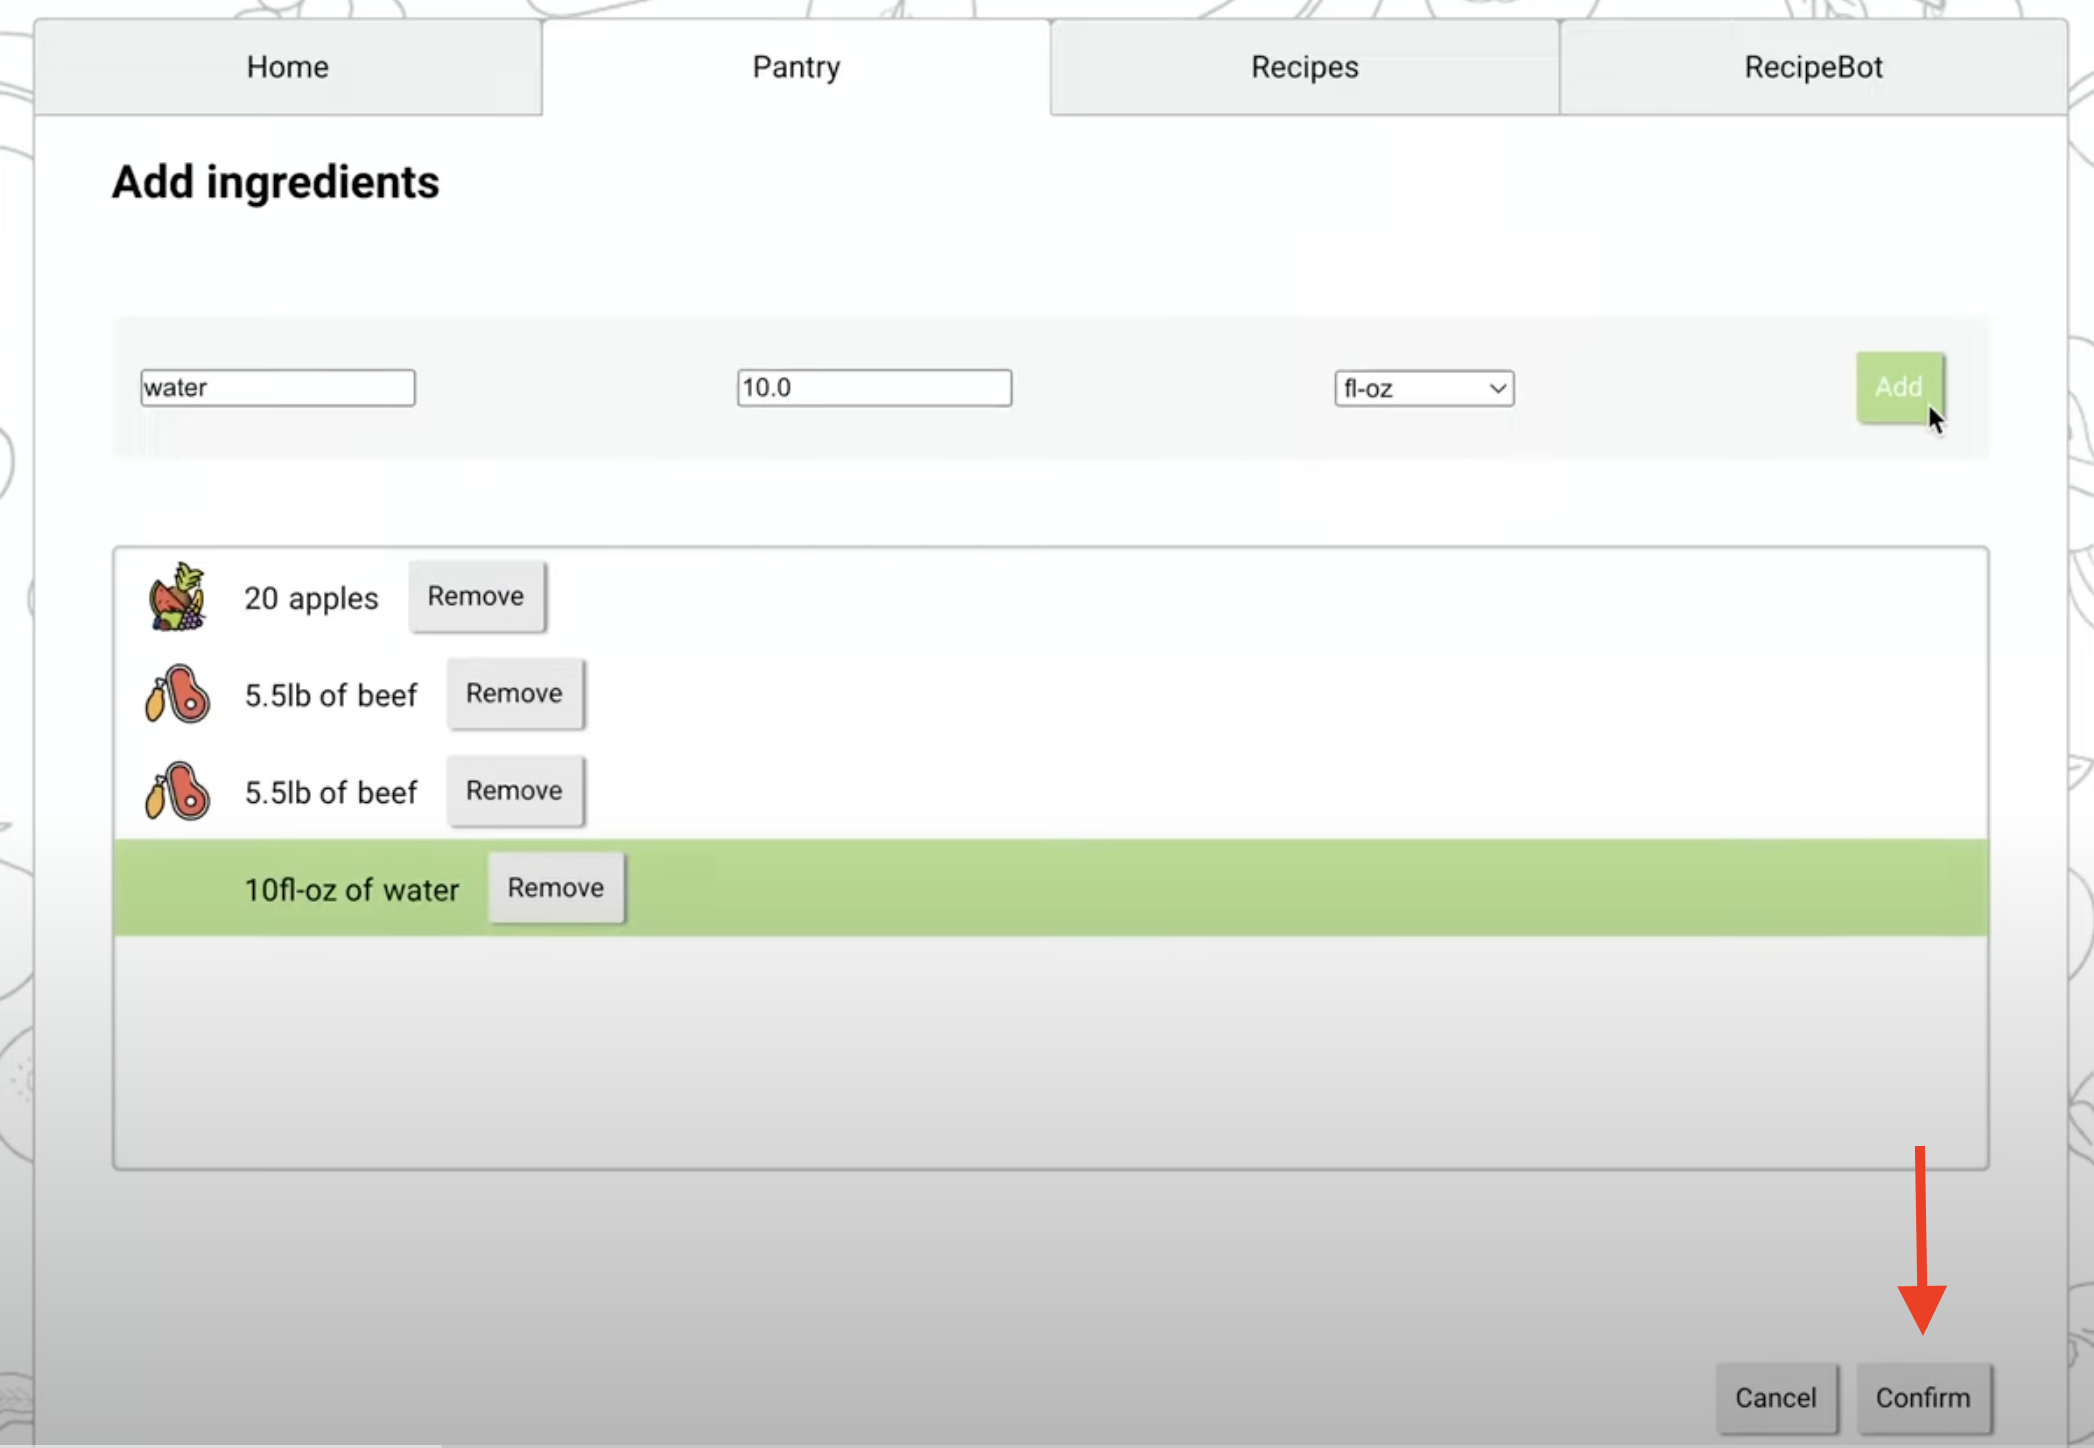 Home Pantry Recipes RecipeBot
Add ingredients
water 10.0 fl-oz Add
20 apples Remove
5.5lb of beef Remove
5.5lb of beef Remove
10fl-oz of water Remove
Cancel Confirm